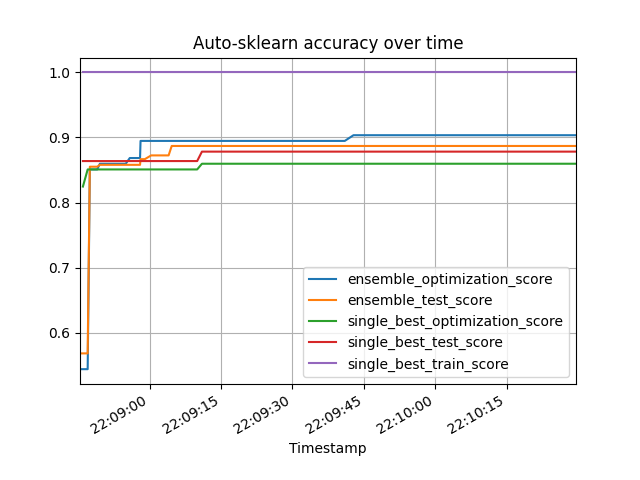 Auto-sklearn accuracy over time
1.0
0.9
0.8
0.7
0.6
ensemble_optimization_score
ensemble_test_score
single_best_optimization_score
single_best_test_score
single_best_train_score
22:09:00
22:09:15
22:09:30
22:09:45
22:10:00
22:10:15
Timestamp